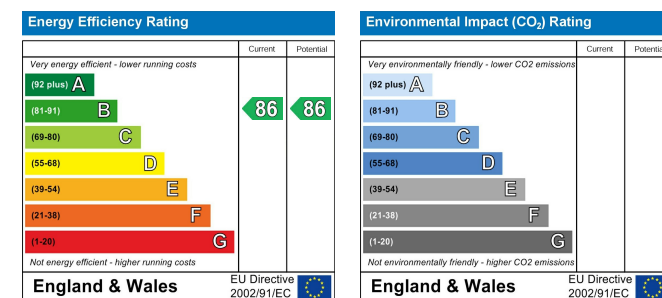 Energy Efficiency Rating
Current Potential
Very energy efficient - lower running costs
(92 plus) A
(81-91) B 86 86
(69-80) C
(55-68) D
(39-54) E
(21-38) F
(1-20) G
Not energy efficient - higher running costs
England & Wales
EU Directive
2002/91/EC
Environmental Impact (CO₂) Rating
Current Potentia
Very environmentally friendly - lower CO2 emissions
(92 plus) A
(81-91) B
(69-80) C
(55-68) D
(39-54) E
(21-38) F
(1-20) G
Not environmentally friendly - higher CO2 emissions
England & Wales
EU Directive
2002/91/EC